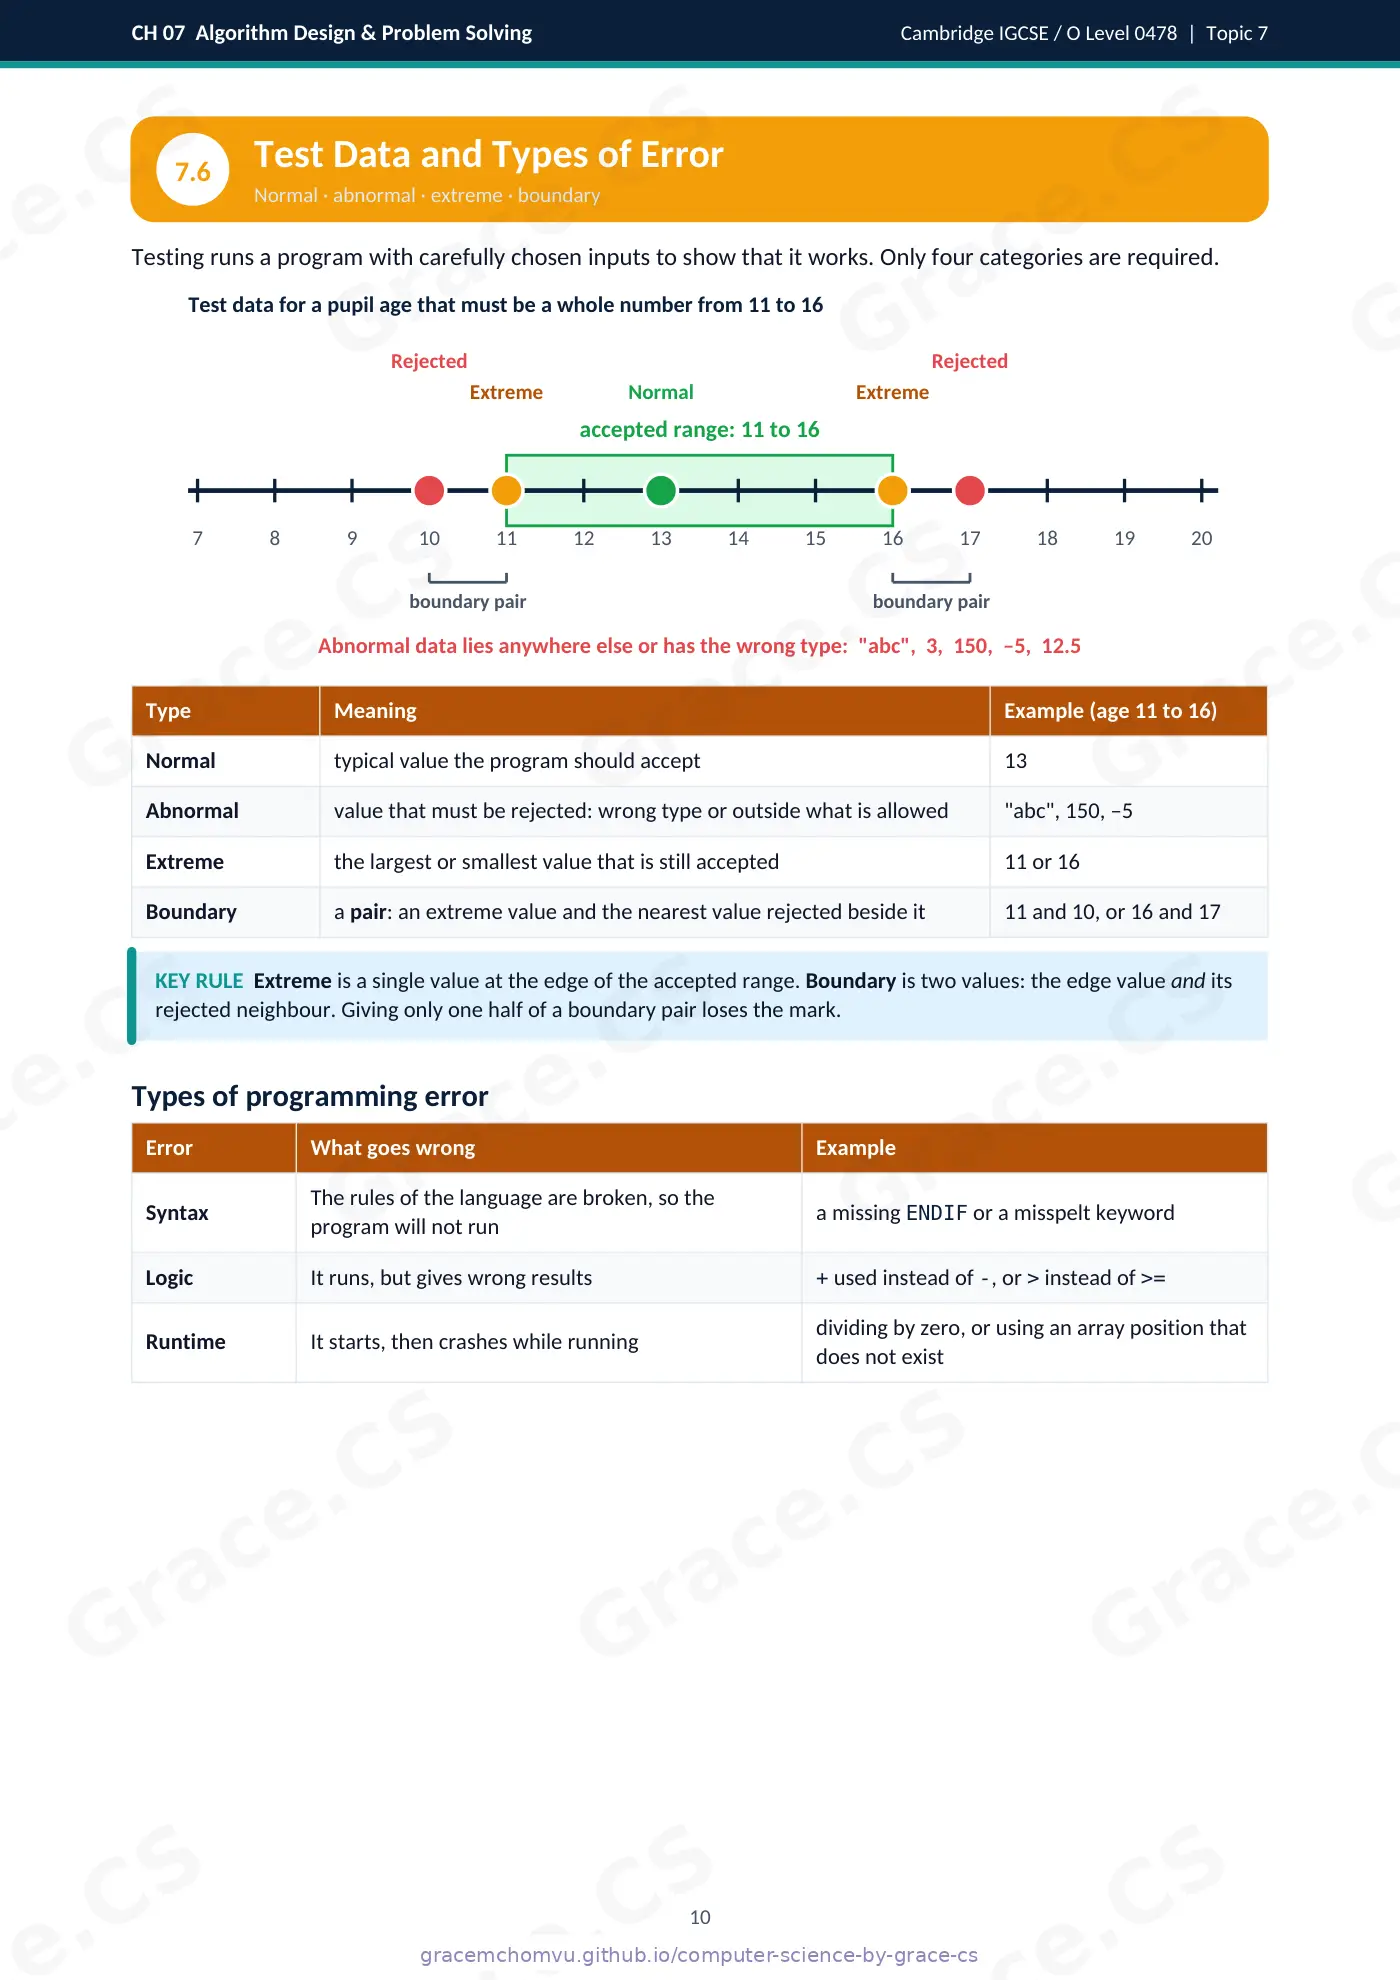 CH 07 Algorithm Design & Problem Solving
Cambridge IGCSE / O Level 0478 | Topic 7
7.6
Test Data and Types of Error
Normal · abnormal · extreme · boundary
Testing runs a program with carefully chosen inputs to show that it works. Only four categories are required.
Test data for a pupil age that must be a whole number from 11 to 16
Rejected Rejected
Extreme Normal Extreme
accepted range: 11 to 16
7 8 9 10 11 12 13 14 15 16 17 18 19 20
boundary pair boundary pair
Abnormal data lies anywhere else or has the wrong type: "abc", 3, 150, –5, 12.5
Type Meaning Example (age 11 to 16)
Normal typical value the program should accept 13
Abnormal value that must be rejected: wrong type or outside what is allowed "abc", 150, –5
Extreme the largest or smallest value that is still accepted 11 or 16
Boundary a pair: an extreme value and the nearest value rejected beside it 11 and 10, or 16 and 17
KEY RULE Extreme is a single value at the edge of the accepted range. Boundary is two values: the edge value and its
rejected neighbour. Giving only one half of a boundary pair loses the mark.
Types of programming error
Error What goes wrong Example
Syntax The rules of the language are broken, so the
program will not run a missing ENDIF or a misspelt keyword
Logic It runs, but gives wrong results + used instead of -, or > instead of >=
Runtime It starts, then crashes while running dividing by zero, or using an array position that
does not exist
10
gracemchomvu.github.io/computer-science-by-grace-cs
Grace.CS